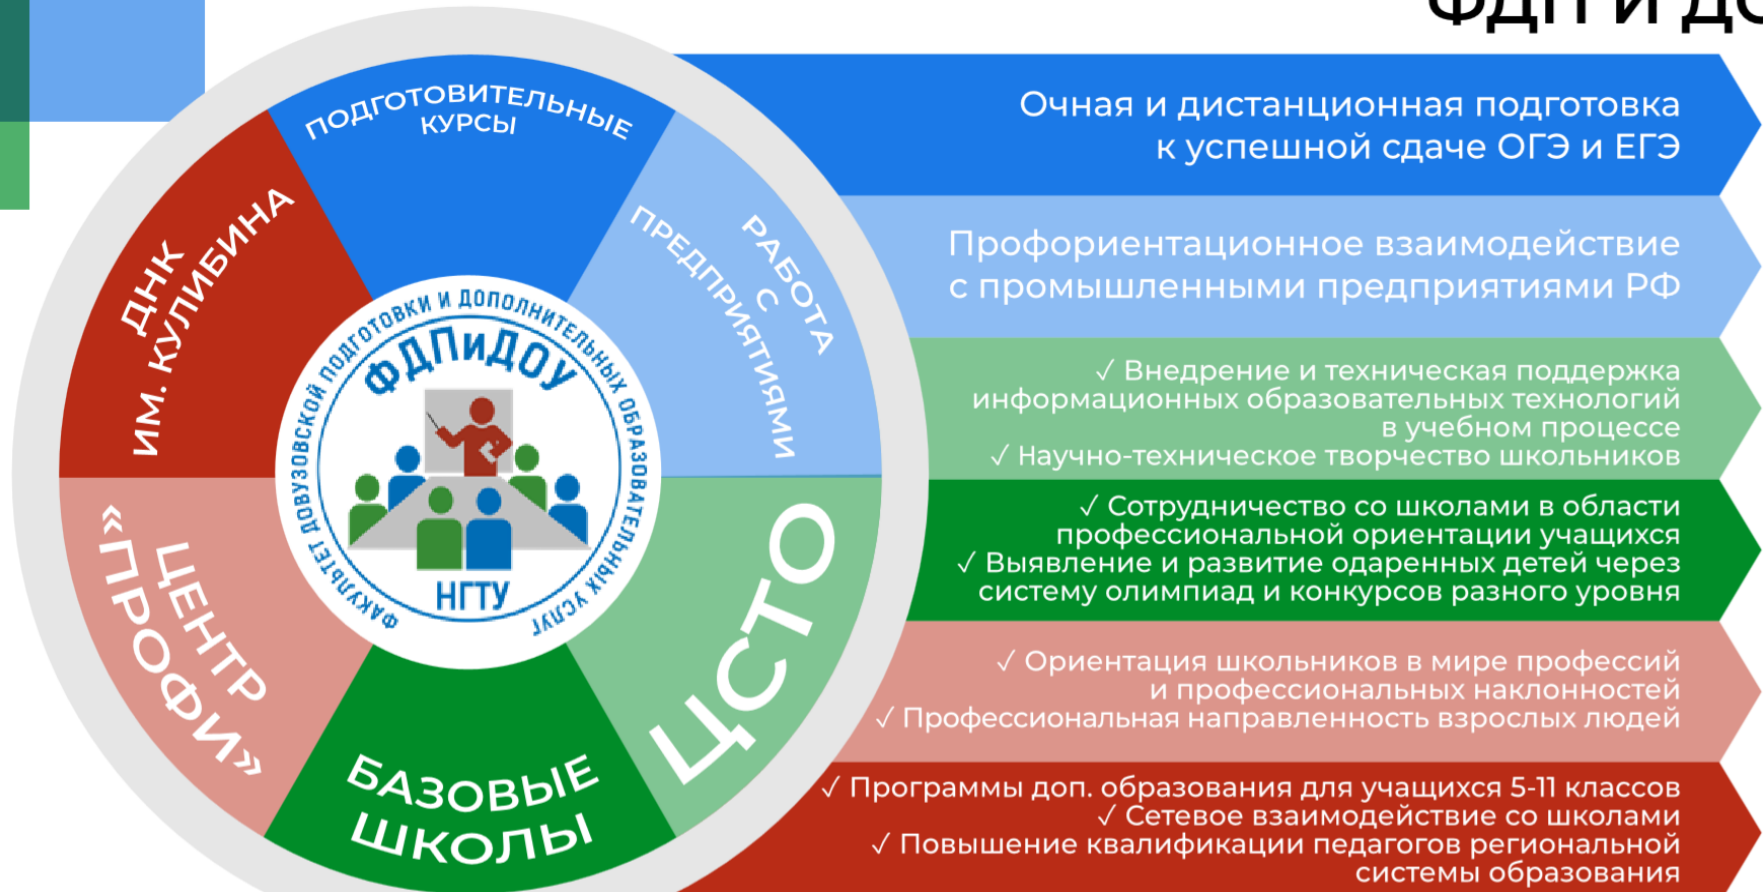 ФДП И ДО
ПОДГОТОВИТЕЛЬНЫЕ
КУРСЫ
РАБОТА
С
ПРЕДПРИЯТИЯМИ
ЦСТО
БАЗОВЫЕ
ШКОЛЫ
ЦЕНТР
«ПРОФИ»
ДНК
ИМ. КУЛИБИНА
ФАКУЛЬТЕТ ДОВУЗОВСКОЙ ПОДГОТОВКИ И ДОПОЛНИТЕЛЬНЫХ ОБРАЗОВАТЕЛЬНЫХ УСЛУГ
ФДПиДОУ
НГТУ
Очная и дистанционная подготовка
к успешной сдаче ОГЭ и ЕГЭ
Профориентационное взаимодействие
с промышленными предприятиями РФ
✓ Внедрение и техническая поддержка
информационных образовательных технологий
в учебном процессе
✓ Научно-техническое творчество школьников
✓ Сотрудничество со школами в области
профессиональной ориентации учащихся
✓ Выявление и развитие одаренных детей через
систему олимпиад и конкурсов разного уровня
✓ Ориентация школьников в мире профессий
и профессиональных наклонностей
✓ Профессиональная направленность взрослых людей
✓ Программы доп. образования для учащихся 5-11 классов
✓ Сетевое взаимодействие со школами
✓ Повышение квалификации педагогов региональной
системы образования